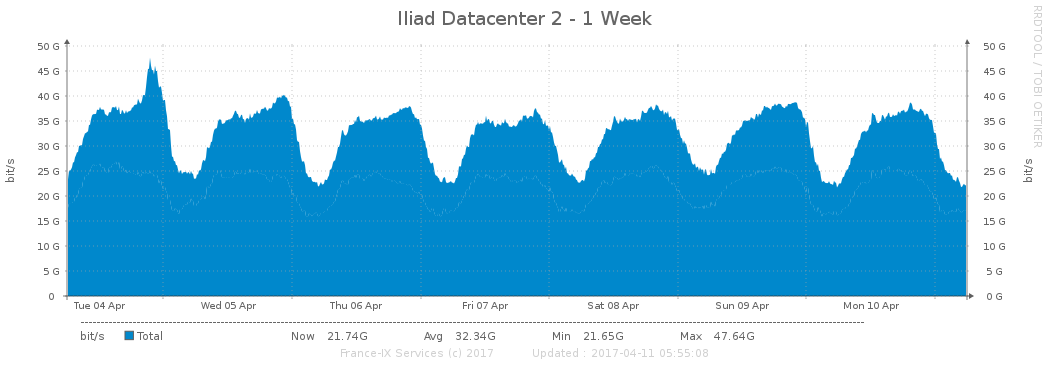 Iliad Datacenter 2 - 1 Week
RRDTOOL / TOBI OETIKER
bit/s
50 G
45 G
40 G
35 G
30 G
25 G
20 G
15 G
10 G
5 G
0
50 G
45 G
40 G
35 G
30 G
25 G
20 G
15 G
10 G
5 G
0 G
bit/s
Tue 04 Apr Wed 05 Apr Thu 06 Apr Fri 07 Apr Sat 08 Apr Sun 09 Apr Mon 10 Apr
bit/s Total Now 21.74G Avg 32.34G Min 21.65G Max 47.64G
France-IX Services (c) 2017 Updated : 2017-04-11 05:55:08